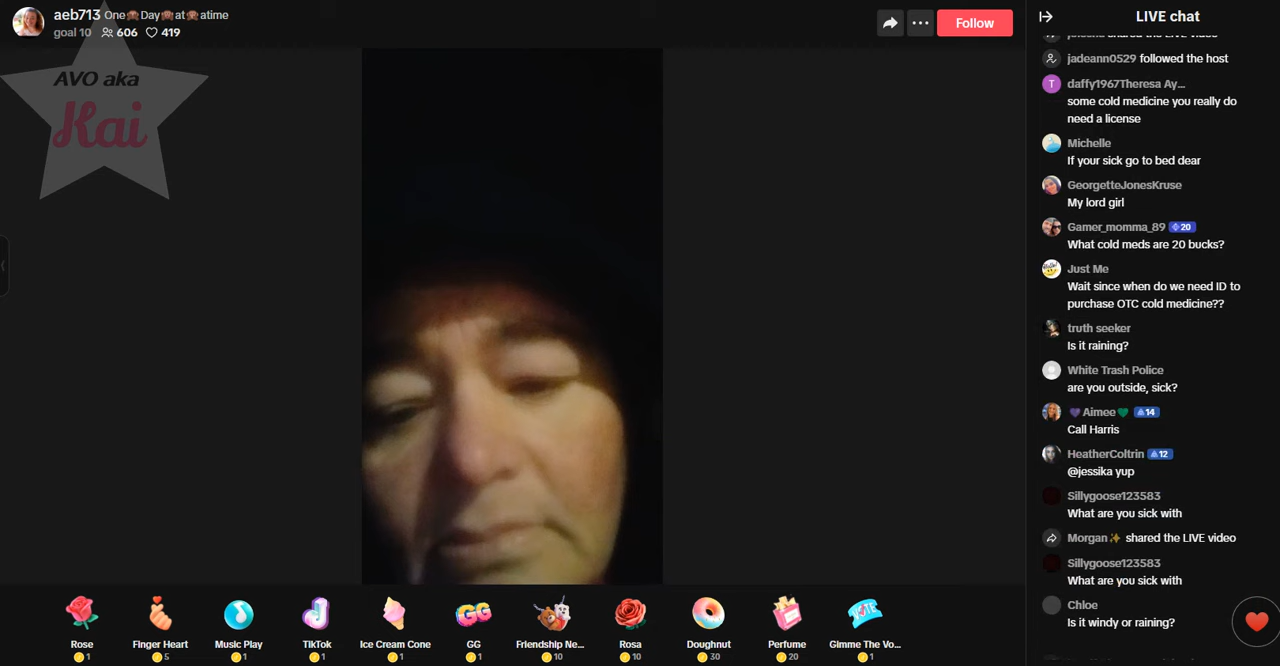 aeb713 One🙈Day🙈at🙈atime
goal 10 606 419
Follow
AVO aka
Kai
LIVE chat
jadeann0529 followed the host
daffy1967Theresa Ay...
some cold medicine you really do
need a license
Michelle
If your sick go to bed dear
GeorgetteJonesKruse
My lord girl
Gamer_momma_89 20
What cold meds are 20 bucks?
Just Me
Wait since when do we need ID to
purchase OTC cold medicine??
truth seeker
Is it raining?
White Trash Police
are you outside, sick?
💜Aimee💚 14
Call Harris
HeatherColtrin 12
@jessika yup
Sillygoose123583
What are you sick with
Morgan✨ shared the LIVE video
Sillygoose123583
What are you sick with
Chloe
Is it windy or raining?
Rose Finger Heart Music Play TikTok Ice Cream Cone GG Friendship Ne... Rosa Doughnut Perfume Gimme The Vo...
1 5 1 1 1 1 10 10 30 20 1